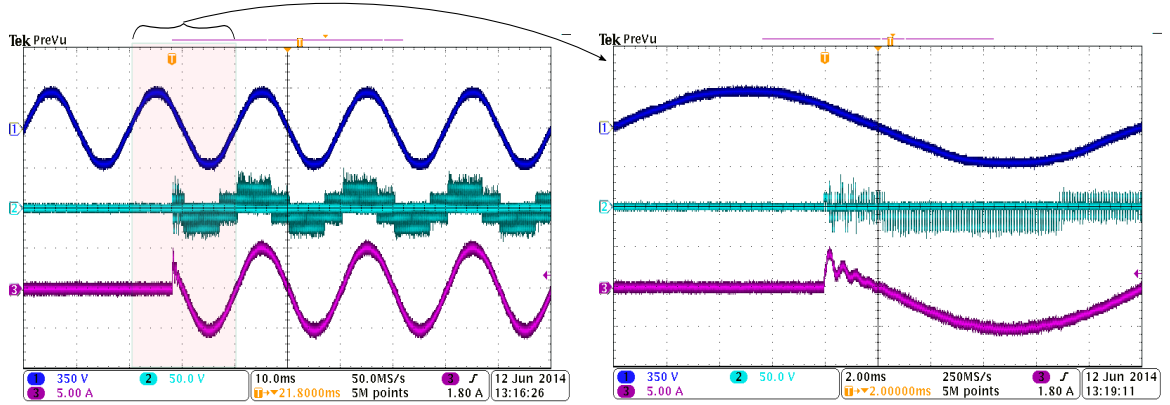 Tek PreVu
T
T
1
2
3
1 350 V 2 50.0 V
3 5.00 A
10.0ms 50.0MS/s
T→▼21.8000ms 5M points
3 ∫ 1.80 A
12 Jun 2014
13:16:26
Tek PreVu
T
T
1
2
3
1 350 V 2 50.0 V
3 5.00 A
2.00ms 250MS/s
T→▼2.00000ms 5M points
3 ∫ 1.80 A
12 Jun 2014
13:19:11